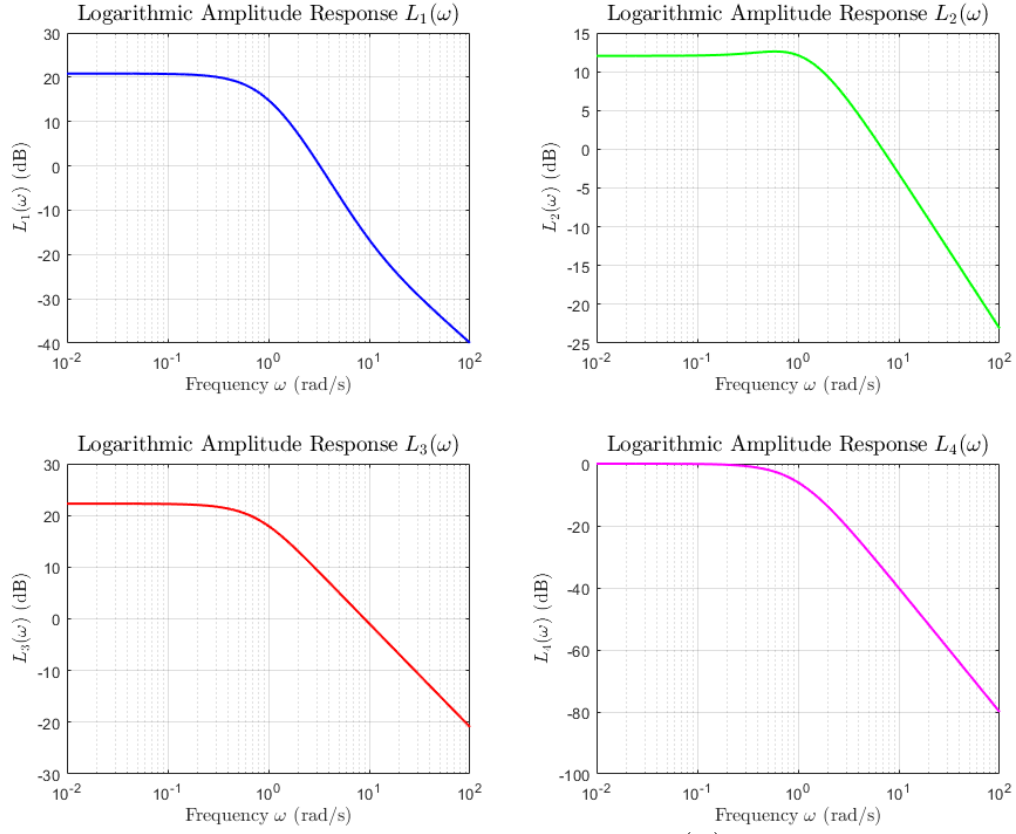 Logarithmic Amplitude Response L₁(ω)
30
20
10
0
-10
-20
-30
-40
L₁(ω) (dB)
10⁻² 10⁻¹ 10⁰ 10¹ 10²
Frequency ω (rad/s)
Logarithmic Amplitude Response L₂(ω)
15
10
5
0
-5
-10
-15
-20
-25
L₂(ω) (dB)
10⁻² 10⁻¹ 10⁰ 10¹ 10²
Frequency ω (rad/s)
Logarithmic Amplitude Response L₃(ω)
30
20
10
0
-10
-20
-30
L₃(ω) (dB)
10⁻² 10⁻¹ 10⁰ 10¹ 10²
Frequency ω (rad/s)
Logarithmic Amplitude Response L₄(ω)
0
-20
-40
-60
-80
-100
L₄(ω) (dB)
10⁻² 10⁻¹ 10⁰ 10¹ 10²
Frequency ω (rad/s)